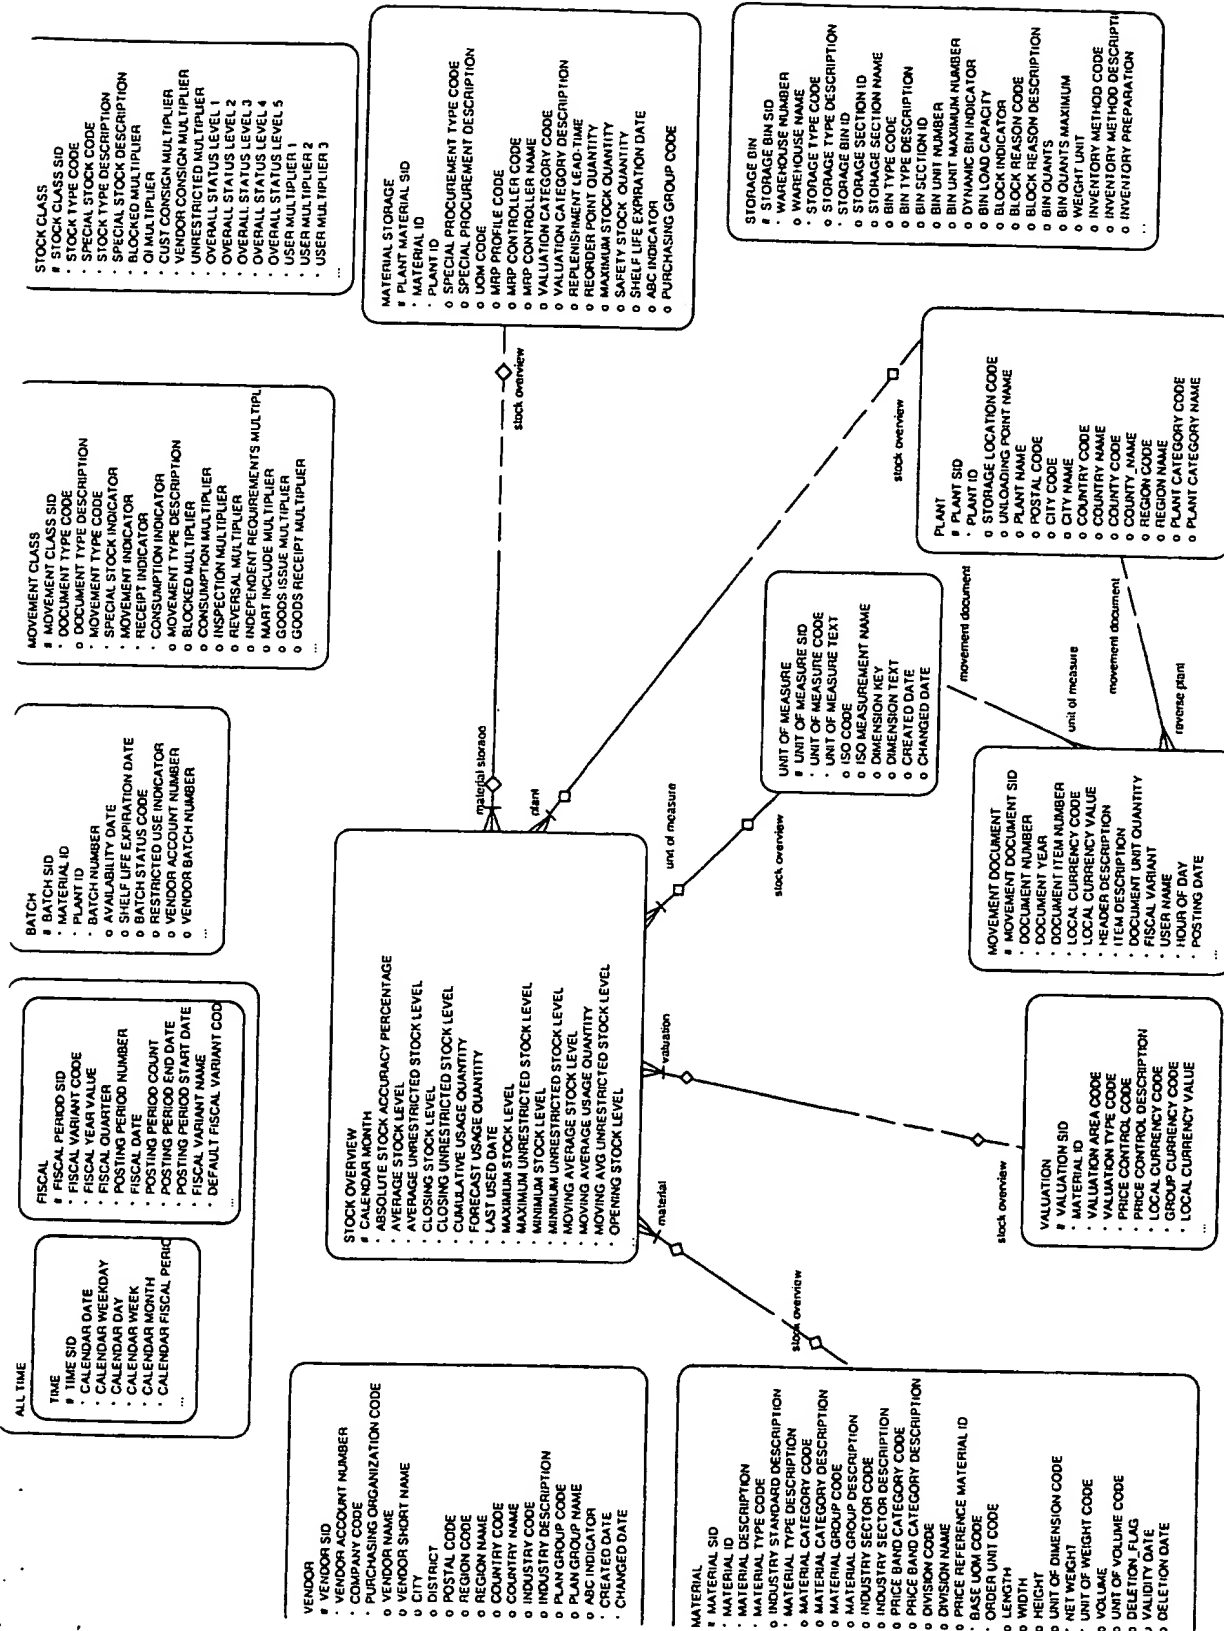 ALL TIME
TIME
# TIME SID
· CALENDAR DATE
· CALENDAR WEEKDAY
· CALENDAR DAY
· CALENDAR WEEK
· CALENDAR MONTH
· CALENDAR FISCAL PERIO
...
FISCAL
# FISCAL PERIOD SID
· FISCAL VARIANT CODE
· FISCAL YEAR VALUE
· FISCAL QUARTER
· POSTING PERIOD NUMBER
· FISCAL DATE
· POSTING PERIOD COUNT
· POSTING PERIOD END DATE
· POSTING PERIOD START DATE
· FISCAL VARIANT NAME
· DEFAULT FISCAL VARIANT COD
...
BATCH
# BATCH SID
· MATERIAL ID
· PLANT ID
· BATCH NUMBER
o AVAILABILITY DATE
o SHELF LIFE EXPIRATION DATE
o BATCH STATUS CODE
o RESTRICTED USE INDICATOR
o VENDOR ACCOUNT NUMBER
o VENDOR BATCH NUMBER
...
MOVEMENT CLASS
# MOVEMENT CLASS SID
· DOCUMENT TYPE CODE
o DOCUMENT TYPE DESCRIPTION
· MOVEMENT TYPE CODE
· SPECIAL STOCK INDICATOR
· MOVEMENT INDICATOR
· RECEIPT INDICATOR
· CONSUMPTION INDICATOR
o MOVEMENT TYPE DESCRIPTION
o BLOCKED MULTIPLIER
o CONSUMPTION MULTIPLIER
o INSPECTION MULTIPLIER
o REVERSAL MULTIPLIER
o INDEPENDENT REQUIREMENTS MULTIPL
o MART INCLUDE MULTIPLIER
o GOODS ISSUE MULTIPLIER
o GOODS RECEIPT MULTIPLIER
...
STOCK CLASS
# STOCK CLASS SID
· STOCK TYPE CODE
· SPECIAL STOCK CODE
· STOCK TYPE DESCRIPTION
· SPECIAL STOCK DESCRIPTION
· BLOCKED MULTIPLIER
· QI MULTIPLIER
· CUST CONSIGN MULTIPLIER
· VENDOR CONSIGN MULTIPLIER
· UNRESTRICTED MULTIPLIER
· OVERALL STATUS LEVEL 1
· OVERALL STATUS LEVEL 2
· OVERALL STATUS LEVEL 3
· OVERALL STATUS LEVEL 4
· OVERALL STATUS LEVEL 5
· USER MULTIPLIER 1
· USER MULTIPLIER 2
· USER MULTIPLIER 3
...
VENDOR
# VENDOR SID
· VENDOR ACCOUNT NUMBER
· COMPANY CODE
· PURCHASING ORGANIZATION CODE
o VENDOR NAME
o VENDOR SHORT NAME
o CITY
o DISTRICT
o POSTAL CODE
o REGION CODE
o REGION NAME
o COUNTRY CODE
o COUNTRY NAME
o INDUSTRY CODE
o INDUSTRY DESCRIPTION
o PLAN GROUP CODE
o PLAN GROUP NAME
o ABC INDICATOR
· CREATED DATE
· CHANGED DATE
STOCK OVERVIEW
# CALENDAR MONTH
· ABSOLUTE STOCK ACCURACY PERCENTAGE
· AVERAGE STOCK LEVEL
· AVERAGE UNRESTRICTED STOCK LEVEL
· CLOSING STOCK LEVEL
· CLOSING UNRESTRICTED STOCK LEVEL
· CUMULATIVE USAGE QUANTITY
· FORECAST USAGE QUANTITY
· LAST USED DATE
· MAXIMUM STOCK LEVEL
· MAXIMUM UNRESTRICTED STOCK LEVEL
· MINIMUM STOCK LEVEL
· MINIMUM UNRESTRICTED STOCK LEVEL
· MOVING AVERAGE STOCK LEVEL
· MOVING AVERAGE USAGE QUANTITY
· MOVING AVG UNRESTRICTED STOCK LEVEL
· OPENING STOCK LEVEL
...
material storage
stock overview
plant
stock overview
unit of measure
stock overview
valuation
stock overview
material
stock overview
MATERIAL STORAGE
# PLANT MATERIAL SID
· MATERIAL ID
· PLANT ID
o SPECIAL PROCUREMENT TYPE CODE
o SPECIAL PROCUREMENT DESCRIPTION
o UOM CODE
o MRP PROFILE CODE
o MRP CONTROLLER CODE
o MRP CONTROLLER NAME
o VALUATION CATEGORY CODE
o VALUATION CATEGORY DESCRIPTION
o REPLENISHMENT LEAD-TIME
o REORDER POINT QUANTITY
o MAXIMUM STOCK QUANTITY
o SAFETY STOCK QUANTITY
o SHELF LIFE EXPIRATION DATE
o ABC INDICATOR
o PURCHASING GROUP CODE
MATERIAL
# MATERIAL SID
· MATERIAL ID
· MATERIAL DESCRIPTION
· MATERIAL TYPE CODE
o INDUSTRY STANDARD DESCRIPTION
· MATERIAL TYPE DESCRIPTION
o MATERIAL CATEGORY CODE
o MATERIAL CATEGORY DESCRIPTION
o MATERIAL GROUP CODE
o MATERIAL GROUP DESCRIPTION
o INDUSTRY SECTOR CODE
o INDUSTRY SECTOR DESCRIPTION
o PRICE BAND CATEGORY CODE
o PRICE BAND CATEGORY DESCRIPTION
o DIVISION CODE
o DIVISION NAME
o PRICE REFERENCE MATERIAL ID
· BASE UOM CODE
· ORDER UNIT CODE
o LENGTH
o WIDTH
o HEIGHT
o UNIT OF DIMENSION CODE
· NET WEIGHT
· UNIT OF WEIGHT CODE
o VOLUME
o UNIT OF VOLUME CODE
o DELETION_FLAG
o VALIDITY DATE
o DELETION DATE
VALUATION
# VALUATION SID
· MATERIAL ID
· VALUATION AREA CODE
· VALUATION TYPE CODE
· PRICE CONTROL CODE
· PRICE CONTROL DESCRIPTION
· LOCAL CURRENCY CODE
· GROUP CURRENCY CODE
· LOCAL CURRENCY VALUE
...
UNIT OF MEASURE
# UNIT OF MEASURE SID
· UNIT OF MEASURE CODE
· UNIT OF MEASURE TEXT
o ISO CODE
o ISO MEASUREMENT NAME
o DIMENSION KEY
o DIMENSION TEXT
o CREATED DATE
o CHANGED DATE
movement document
unit of measure
movement document
reverse plant
MOVEMENT DOCUMENT
# MOVEMENT DOCUMENT SID
· DOCUMENT NUMBER
· DOCUMENT YEAR
· DOCUMENT ITEM NUMBER
· LOCAL CURRENCY CODE
· LOCAL CURRENCY VALUE
· HEADER DESCRIPTION
· ITEM DESCRIPTION
· DOCUMENT UNIT QUANTITY
· FISCAL VARIANT
· USER NAME
· HOUR OF DAY
· POSTING DATE
...
PLANT
# PLANT SID
· PLANT ID
o STORAGE LOCATION CODE
o UNLOADING POINT NAME
o PLANT NAME
o POSTAL CODE
o CITY CODE
o CITY NAME
o COUNTRY CODE
o COUNTRY NAME
o COUNTY CODE
o COUNTY_NAME
o REGION CODE
o REGION NAME
o PLANT CATEGORY CODE
o PLANT CATEGORY NAME
STORAGE BIN
# STORAGE BIN SID
· WAREHOUSE NUMBER
o WAREHOUSE NAME
· STORAGE TYPE CODE
o STORAGE TYPE DESCRIPTION
· STORAGE BIN ID
o STORAGE SECTION ID
o STORAGE SECTION NAME
o BIN TYPE CODE
o BIN TYPE DESCRIPTION
o BIN SECTION ID
o BIN UNIT NUMBER
o BIN UNIT MAXIMUM NUMBER
o DYNAMIC BIN INDICATOR
o BIN LOAD CAPACITY
o BLOCK INDICATOR
o BLOCK REASON CODE
o BLOCK REASON DESCRIPTION
o BIN QUANTS
o BIN QUANTS MAXIMUM
o WEIGHT UNIT
o INVENTORY METHOD CODE
o INVENTORY METHOD DESCRIPTI
o INVENTORY PREPARATION
...